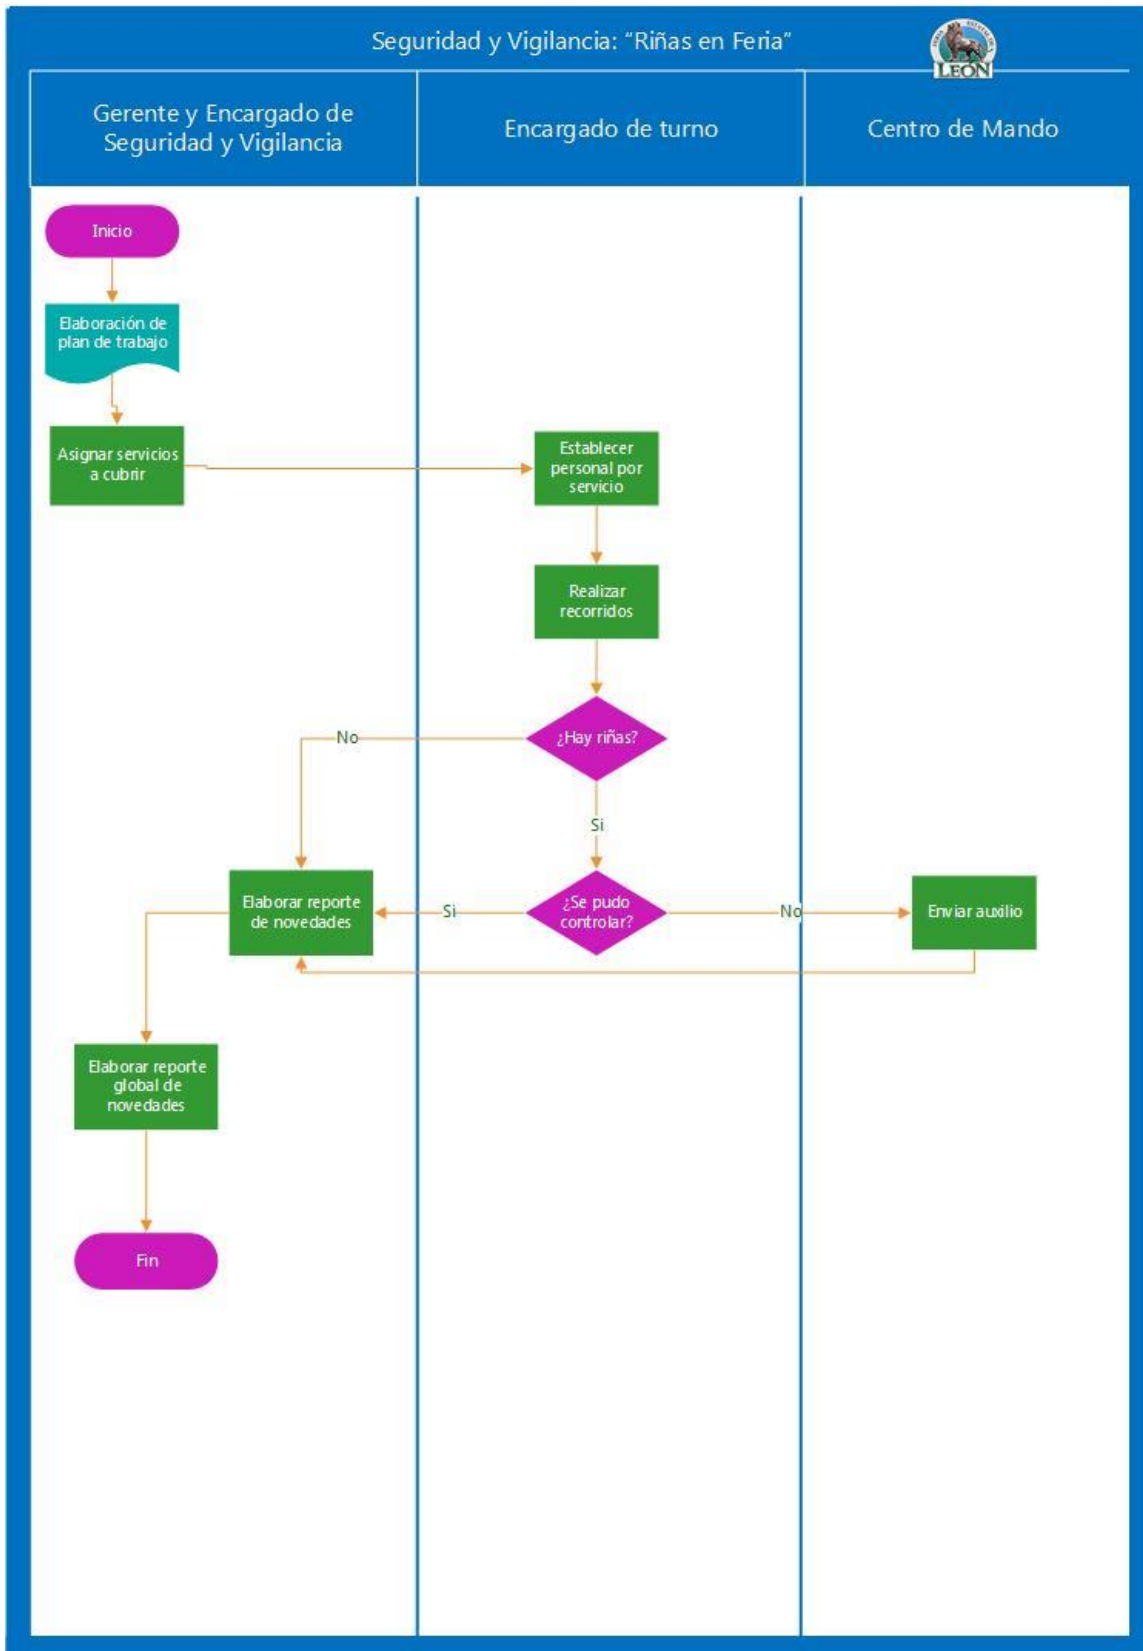 Seguridad y Vigilancia: “Riñas en Feria”
LEÓN
Gerente y Encargado de
Seguridad y Vigilancia
Encargado de turno
Centro de Mando
Inicio
Elaboración de
plan de trabajo
Asignar servicios
a cubrir
Establecer
personal por
servicio
Realizar
recorridos
¿Hay riñas?
No
Si
Elaborar reporte
de novedades
Si
¿Se pudo
controlar?
No
Enviar auxilio
Elaborar reporte
global de
novedades
Fin